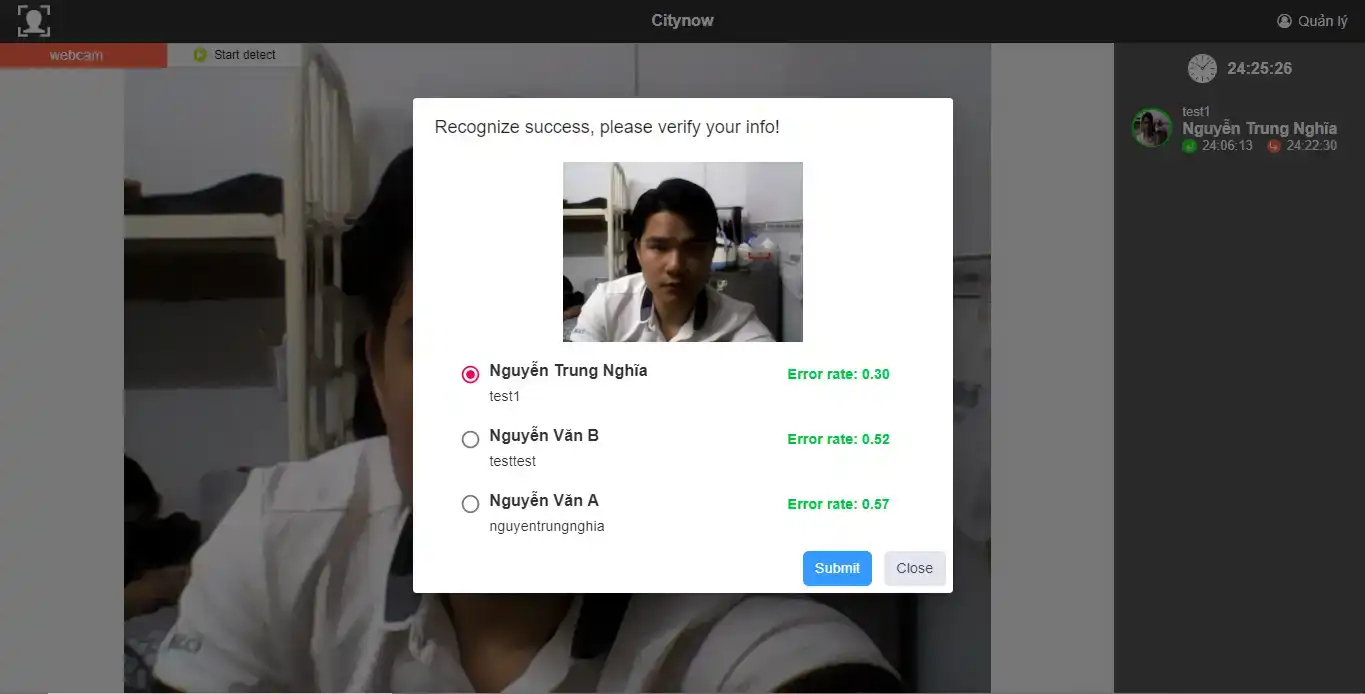 Citynow
Quản lý
webcam
Start detect
24:25:26
test1
Nguyễn Trung Nghĩa
24:06:13 24:22:30
Recognize success, please verify your info!
Nguyễn Trung Nghĩa
Error rate: 0.30
test1
Nguyễn Văn B
Error rate: 0.52
testtest
Nguyễn Văn A
Error rate: 0.57
nguyentrungnghia
Submit
Close